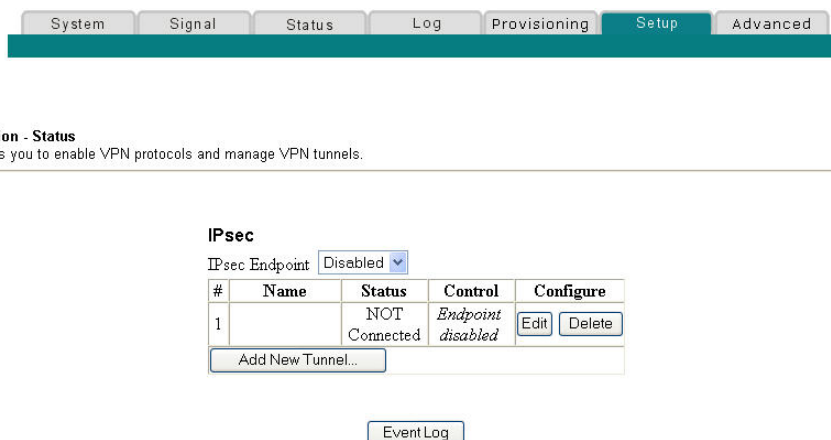 System Signal Status Log Provisioning Setup Advanced
ion - Status
s you to enable VPN protocols and manage VPN tunnels.
IPsec
IPsec Endpoint Disabled
# Name Status Control Configure
1 NOT Connected Endpoint disabled Edit Delete
Add New Tunnel...
Event Log